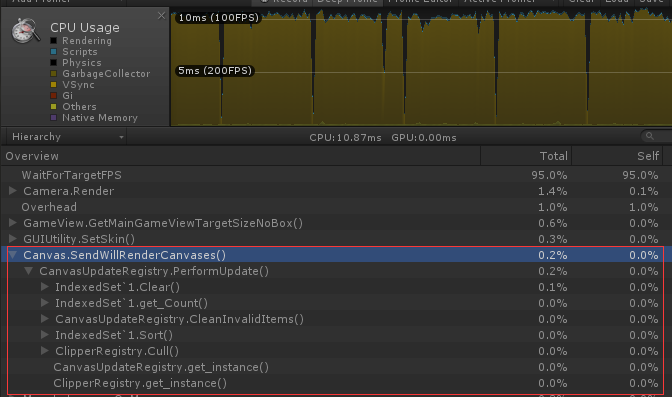 Add Profiler Record Deep Profile Profile Editor Active Profiler Clear Load Save
CPU Usage
Rendering
Scripts
Physics
GarbageCollector
VSync
Gi
Others
Native Memory
10ms (100FPS)
5ms (200FPS)
Hierarchy CPU:10.87ms GPU:0.00ms
Overview Total Self
WaitForTargetFPS 95.0% 95.0%
Camera.Render 1.4% 0.1%
Overhead 1.0% 1.0%
GameView.GetMainGameViewTargetSizeNoBox() 0.6% 0.0%
GUIUtility.SetSkin() 0.3% 0.0%
Canvas.SendWillRenderCanvases() 0.2% 0.0%
CanvasUpdateRegistry.PerformUpdate() 0.2% 0.0%
IndexedSet`1.Clear() 0.1% 0.0%
IndexedSet`1.get_Count() 0.0% 0.0%
CanvasUpdateRegistry.CleanInvalidItems() 0.0% 0.0%
IndexedSet`1.Sort() 0.0% 0.0%
ClipperRegistry.Cull() 0.0% 0.0%
CanvasUpdateRegistry.get_instance() 0.0% 0.0%
ClipperRegistry.get_instance() 0.0% 0.0%